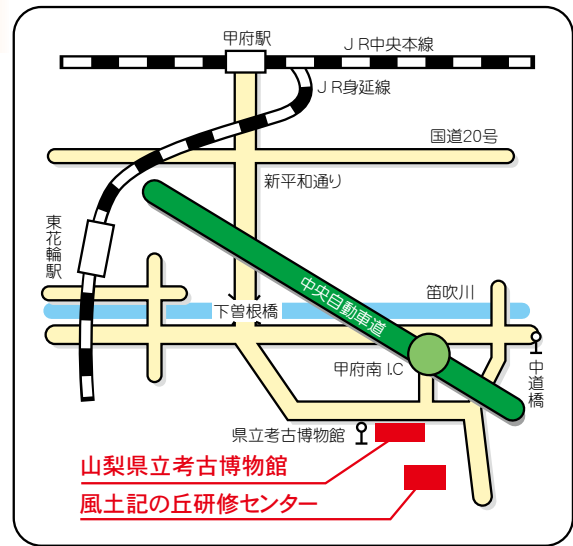 甲府駅
JR中央本線
JR身延線
国道20号
新平和通り
東花輪駅
中央自動車道
笛吹川
下曽根橋
甲府南 I.C
中道橋
県立考古博物館
山梨県立考古博物館
風土記の丘研修センター